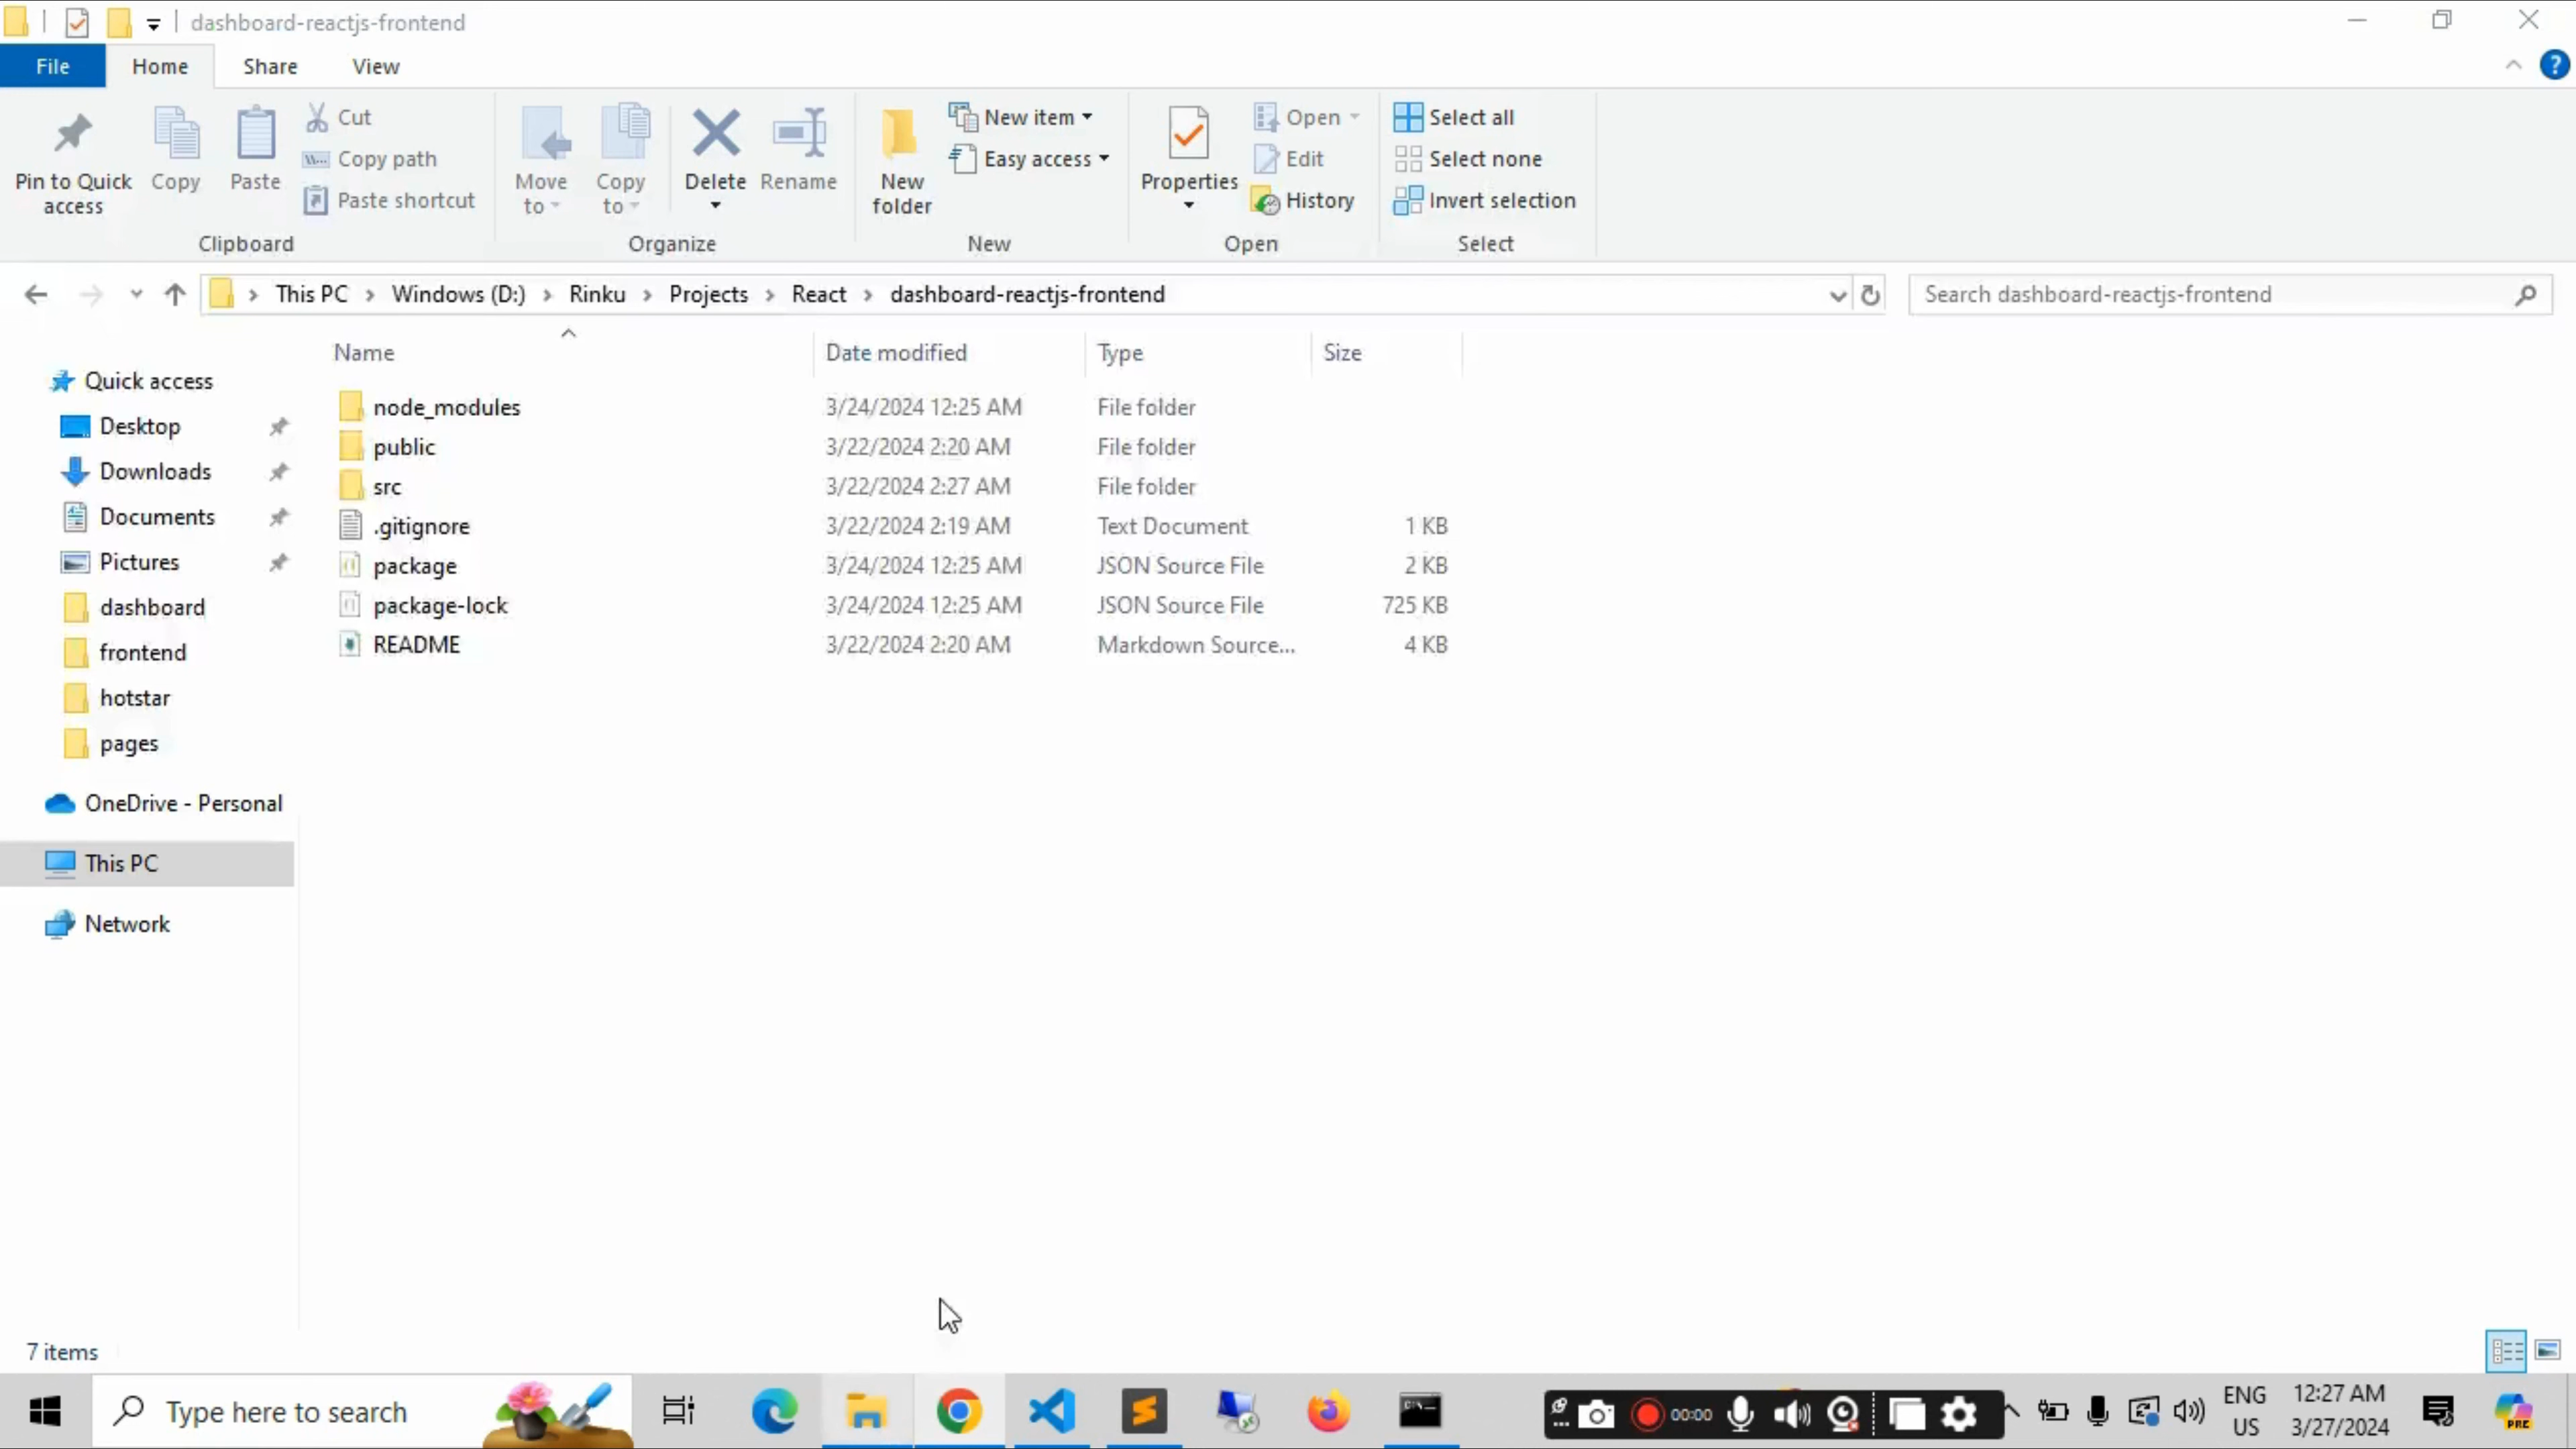 dashboard-reactjs-frontend
File Home Share View
Pin to Quick access
Copy
Paste
Cut
Copy path
Paste shortcut
Clipboard
Move to
Copy to
Delete
Rename
Organize
New folder
New item
Easy access
New
Properties
Open
Edit
History
Open
Select all
Select none
Invert selection
Select
This PC Windows (D:) Rinku Projects React dashboard-reactjs-frontend
Search dashboard-reactjs-frontend
Quick access
Desktop
Downloads
Documents
Pictures
dashboard
frontend
hotstar
pages
OneDrive - Personal
This PC
Network
Name Date modified Type Size
node_modules 3/24/2024 12:25 AM File folder
public 3/22/2024 2:20 AM File folder
src 3/22/2024 2:27 AM File folder
.gitignore 3/22/2024 2:19 AM Text Document 1 KB
package 3/24/2024 12:25 AM JSON Source File 2 KB
package-lock 3/24/2024 12:25 AM JSON Source File 725 KB
README 3/22/2024 2:20 AM Markdown Source... 4 KB
7 items
Type here to search
00:00
ENG
US
12:27 AM
3/27/2024
PRE